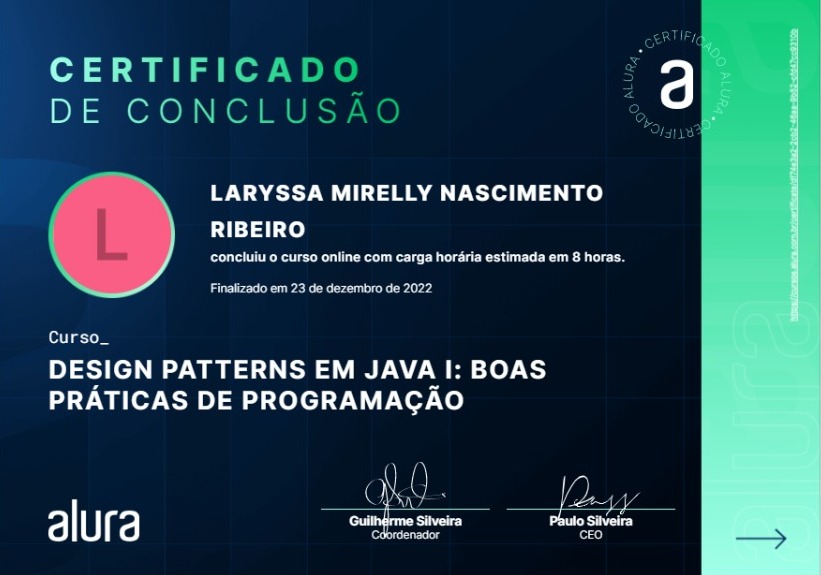 CERTIFICADO
DE CONCLUSÃO
CERTIFICADO ALURA • CERTIFICADO ALURA •
a
L
LARYSSA MIRELLY NASCIMENTO
RIBEIRO
concluiu o curso online com carga horária estimada em 8 horas.
Finalizado em 23 de dezembro de 2022
Curso_
DESIGN PATTERNS EM JAVA I: BOAS
PRÁTICAS DE PROGRAMAÇÃO
alura
Guilherme Silveira
Coordenador
Paulo Silveira
CEO
alura